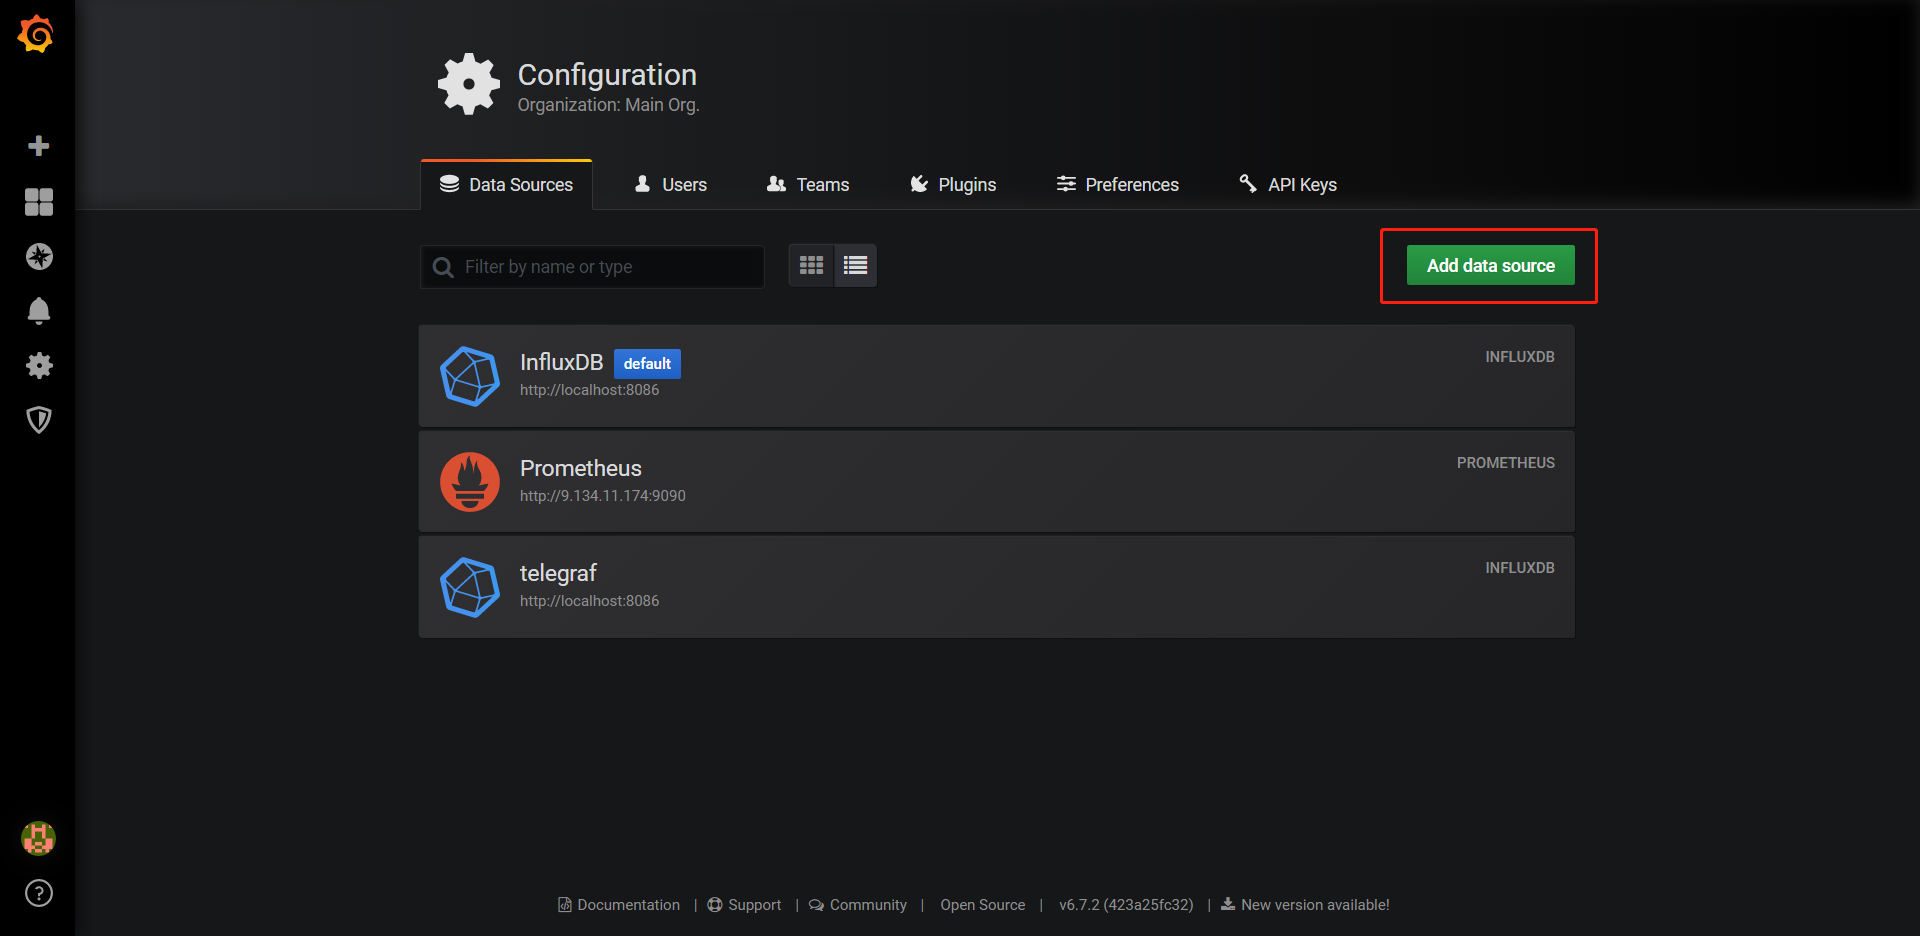 Configuration
Organization: Main Org.
Data Sources Users Teams Plugins Preferences API Keys
Filter by name or type
Add data source
InfluxDB default INFLUXDB
http://localhost:8086
Prometheus PROMETHEUS
http://9.134.11.174:9090
telegraf INFLUXDB
http://localhost:8086
Documentation | Support | Community | Open Source | v6.7.2 (423a25fc32) | New version available!